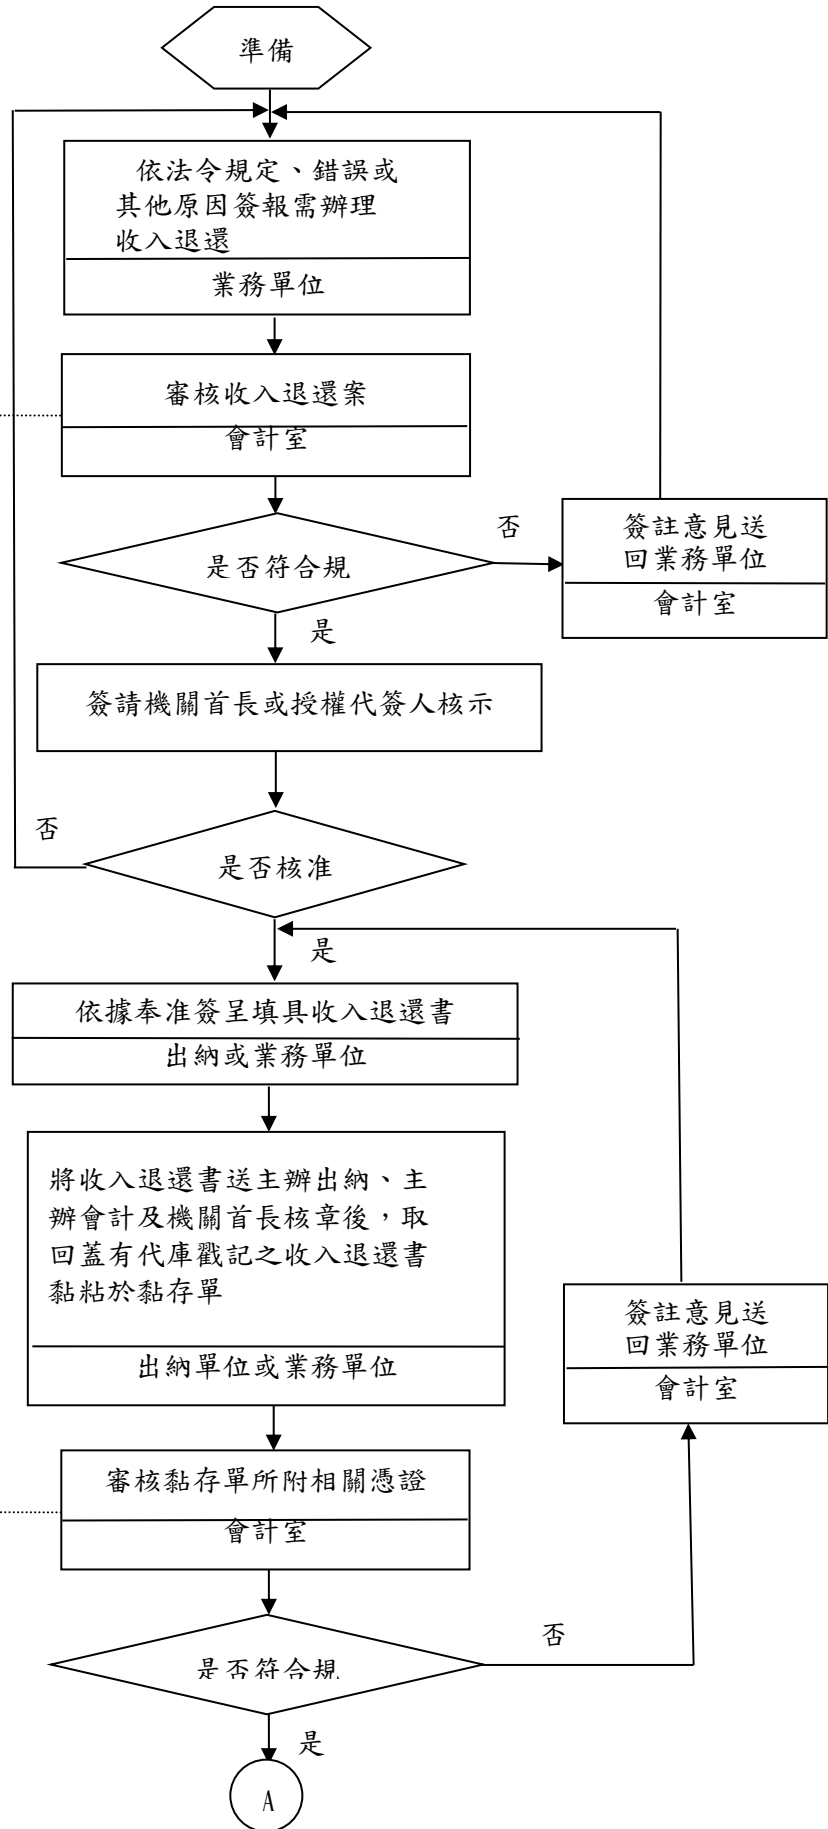 準備
依法令規定、錯誤或
其他原因簽報需辦理
收入退還
業務單位
審核收入退還案
會計室
是否符合規
否
簽註意見送
回業務單位
會計室
是
簽請機關首長或授權代簽人核示
否
是否核准
是
依據奉准簽呈填具收入退還書
出納或業務單位
將收入退還書送主辦出納、主
辦會計及機關首長核章後，取
回蓋有代庫戳記之收入退還書
黏粘於黏存單
出納單位或業務單位
簽註意見送
回業務單位
會計室
審核黏存單所附相關憑證
會計室
否
是否符合規
是
A